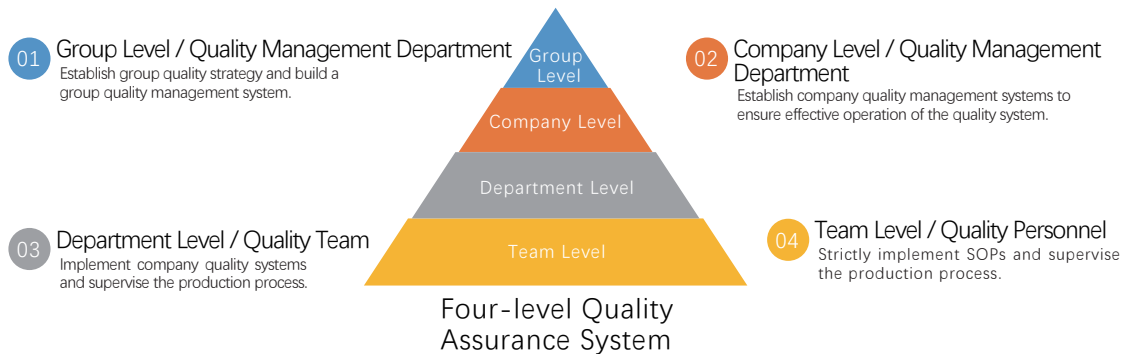 01
Group Level / Quality Management Department
Establish group quality strategy and build a
group quality management system.
02
Company Level / Quality Management
Department
Establish company quality management systems to
ensure effective operation of the quality system.
Group
Level
Company Level
Department Level
Team Level
03
Department Level / Quality Team
Implement company quality systems
and supervise the production process.
04
Team Level / Quality Personnel
Strictly implement SOPs and supervise
the production process.
Four-level Quality
Assurance System